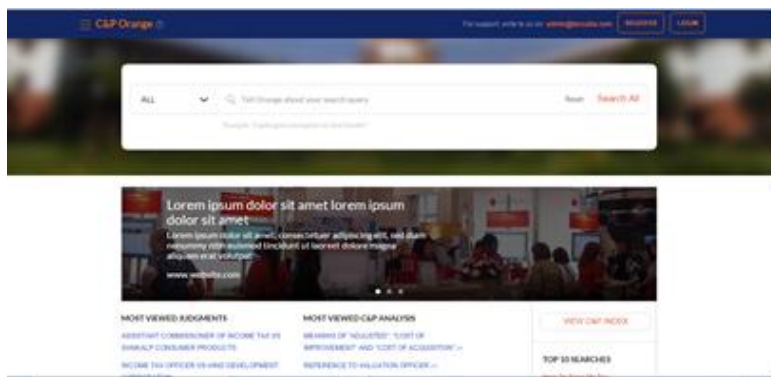 C&P Orange
For support, write to us on
REGISTER
LOGIN
ALL
Tell Orange about your search query
Reset
Search All
Lorem ipsum dolor sit amet lorem ipsum
dolor sit amet
Lorem ipsum dolor sit amet, consectetuer adipiscing elit, sed diam
nonummy nibh euismod tincidunt ut laoreet dolore magna
aliquam erat volutpat
www.website.com
MOST VIEWED JUDGMENTS
ASSISTANT COMMISSIONER OF INCOME TAX VS
SANKALP CONSUMER PRODUCTS
INCOME TAX OFFICER VS HIND DEVELOPMENT
MOST VIEWED C&P ANALYSIS
MEANING OF "ADJUSTED", "COST OF
IMPROVEMENT" AND "COST OF ACQUISITION"
REFERENCE TO VALUATION OFFICER
VIEW C&P INDEX
TOP 10 SEARCHES